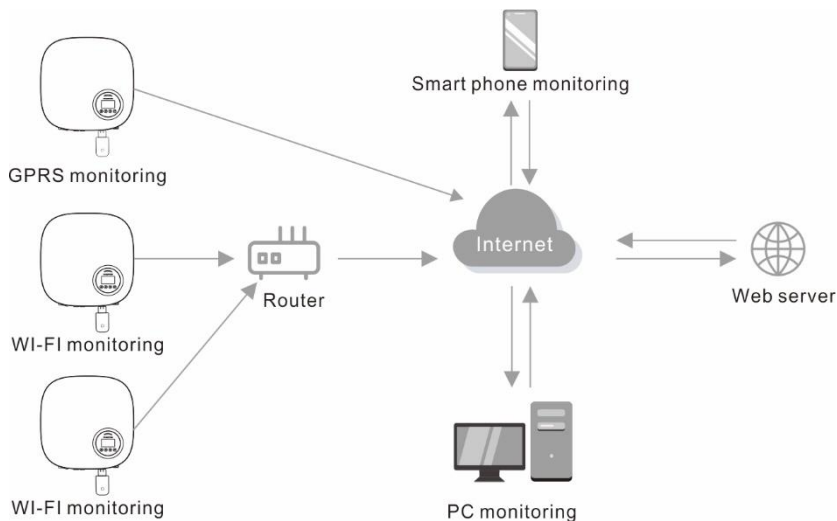 Smart phone monitoring
GPRS monitoring
Internet
Router
Web server
WI-FI monitoring
WI-FI monitoring
PC monitoring